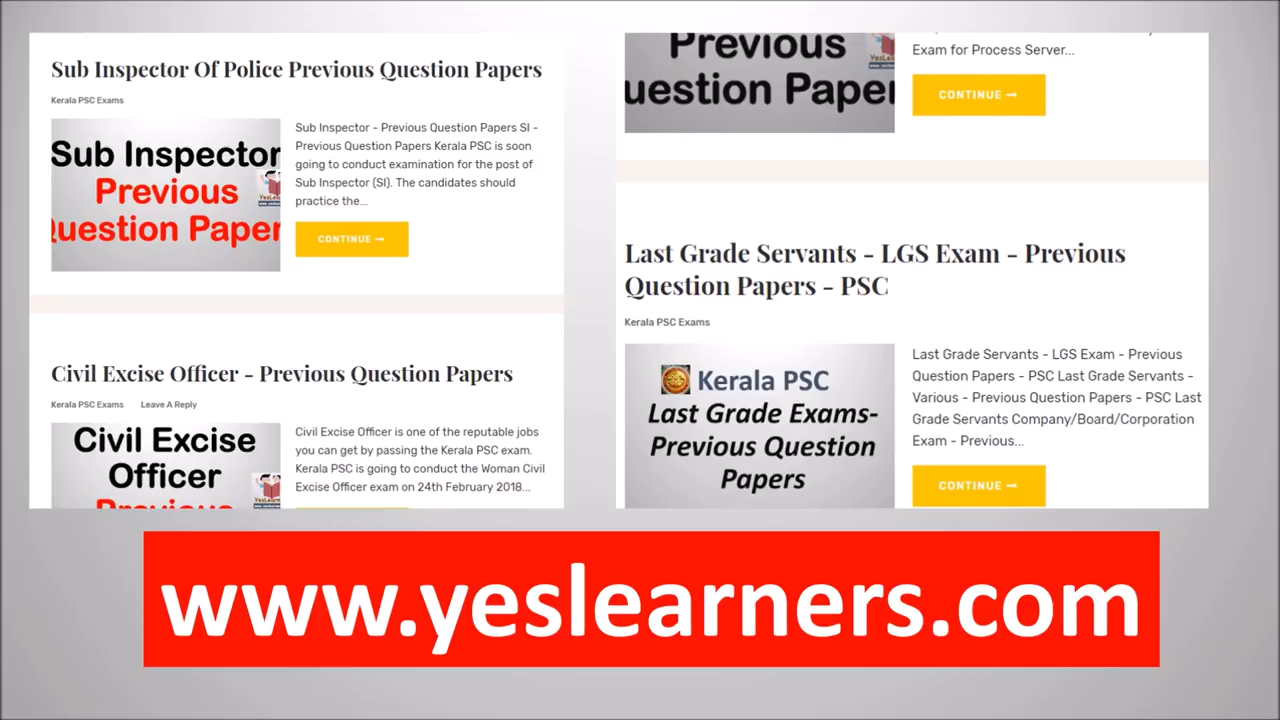 Sub Inspector Of Police Previous Question Papers
Kerala PSC Exams
Sub Inspector
Previous
Question Paper
Sub Inspector - Previous Question Papers SI -
Previous Question Papers Kerala PSC is soon
going to conduct examination for the post of
Sub Inspector (SI). The candidates should
practice the...
CONTINUE
Civil Excise Officer - Previous Question Papers
Kerala PSC Exams Leave A Reply
Civil Excise
Officer
Previous
Civil Excise Officer is one of the reputable jobs
you can get by passing the Kerala PSC exam.
Kerala PSC is going to conduct the Woman Civil
Excise Officer exam on 24th February 2018...
Previous
uestion Paper
Exam for Process Server...
CONTINUE
Last Grade Servants - LGS Exam - Previous
Question Papers - PSC
Kerala PSC Exams
Kerala PSC
Last Grade Exams-
Previous Question
Papers
Last Grade Servants - LGS Exam - Previous
Question Papers - PSC Last Grade Servants -
Various - Previous Question Papers - PSC Last
Grade Servants Company/Board/Corporation
Exam - Previous...
CONTINUE
www.yeslearners.com